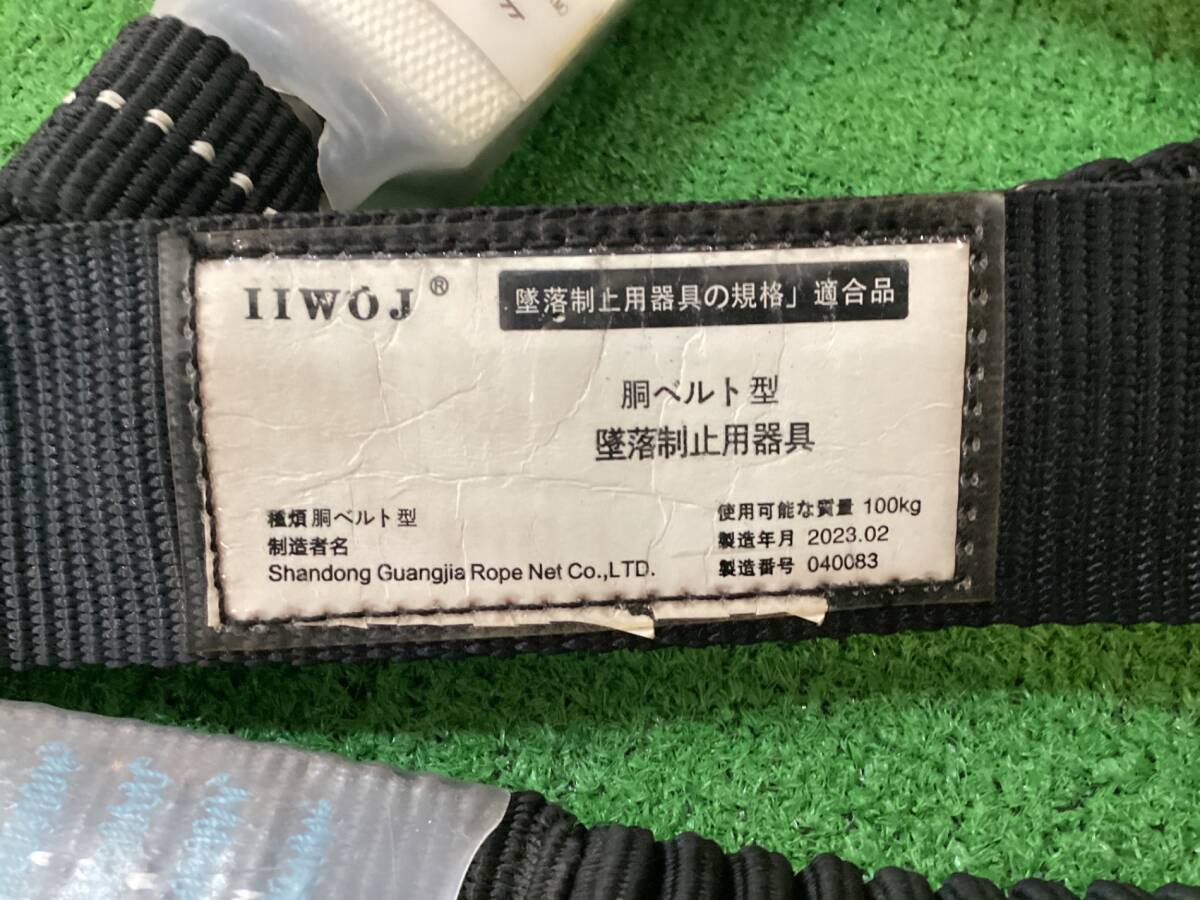 IIWOJ®
墜落制止用器具の規格」適合品
胴ベルト型
墜落制止用器具
種類 胴ベルト型
制造者名
Shandong Guangjia Rope Net Co.,LTD.
使用可能な質量 100kg
製造年月 2023.02
製造番号 040083